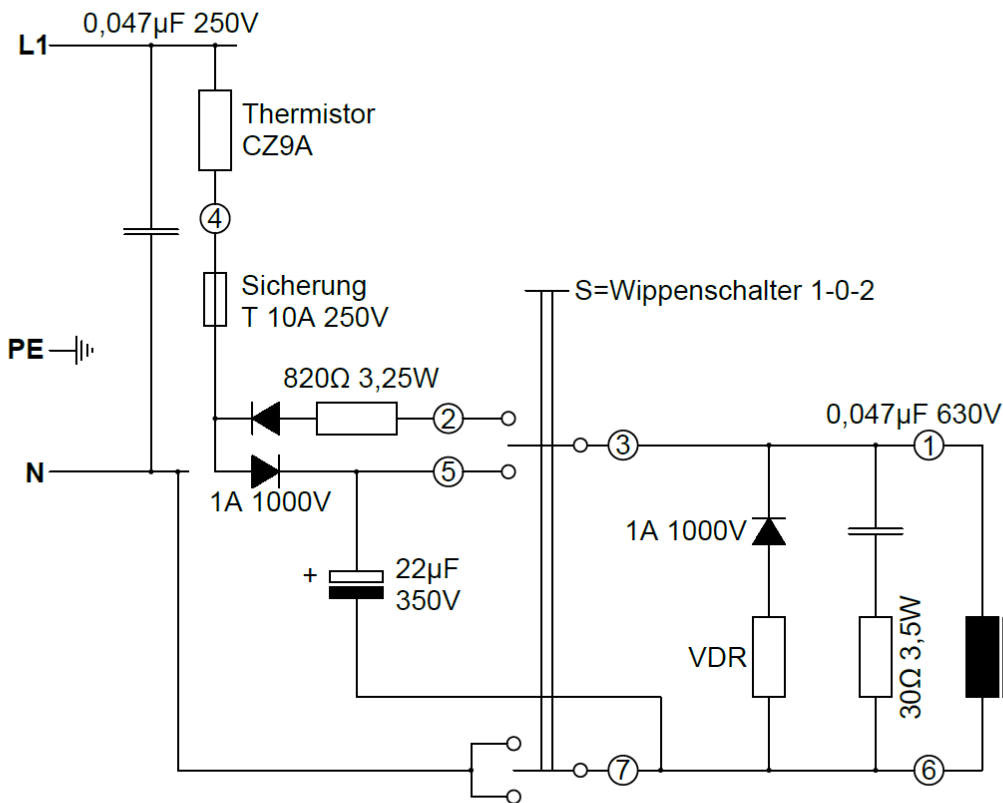 0,047µF 250V
L1
Thermistor
CZ9A
4
Sicherung
T 10A 250V
S=Wippenschalter 1-0-2
PE
820Ω 3,25W
2
0,047µF 630V
3
1
N
5
1A 1000V
1A 1000V
+
22µF
350V
VDR
30Ω 3,5W
7
6